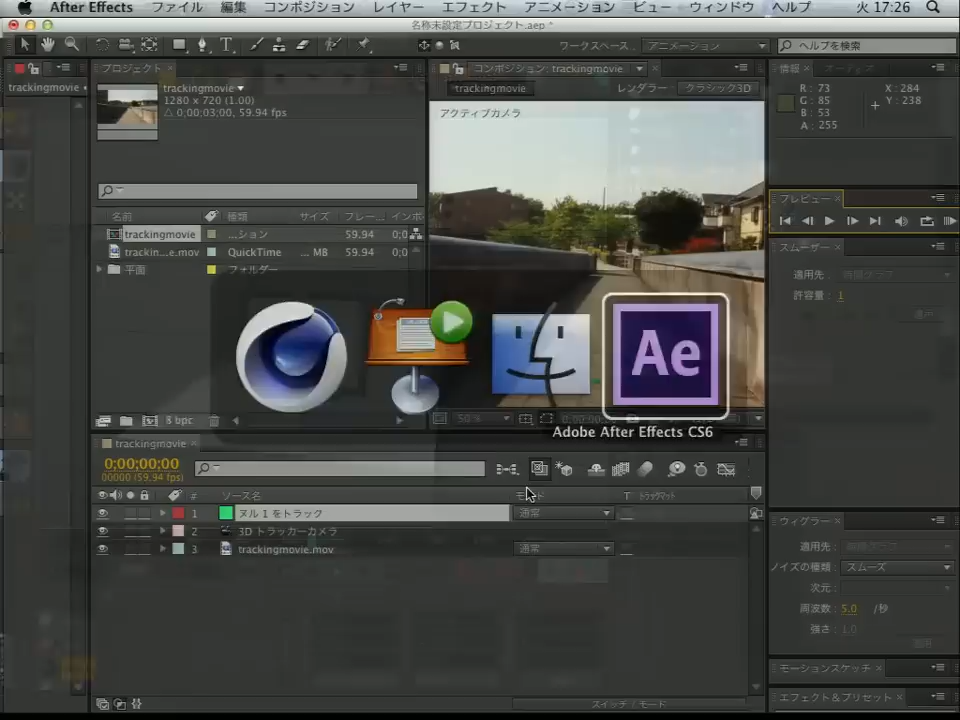 After Effects ファイル 編集 コンポジション レイヤー エフェクト アニメーション ビュー ウィンドウ ヘルプ 火 17:26
名称未設定プロジェクト.aep *
ワークスペース: アニメーション ヘルプを検索
trackingmovie
プロジェクト
trackingmovie▼
1280 x 720 (1.00)
△ 0;00;03;00, 59.94 fps
名前 種類 サイズ フレー... インポ
trackingmovie ...ション 59.94 0;0
trackin...e.mov QuickTime ... MB 59.94 0;0
平面 フォルダー
8 bpc
コンポジション: trackingmovie
trackingmovie レンダラー: クラシック3D
アクティブカメラ
50%
情報 オーディオ
R: 73 X: 284
G: 85 Y: 238
B: 53
A: 255
プレビュー
スムーザー
適用先:
許容量: 1
適用
Ae
Adobe After Effects CS6
trackingmovie
0;00;00;00
00000 (59.94 fps)
# ソース名 モード T トラックマット
1 ヌル 1 をトラック 通常
2 3D トラッカーカメラ
3 trackingmovie.mov 通常
スイッチ / モード
ウィグラー
適用先:
ノイズの種類: スムーズ
次元:
周波数: 5.0 /秒
強さ: 1.0
適用
モーションスケッチ
エフェクト＆プリセット